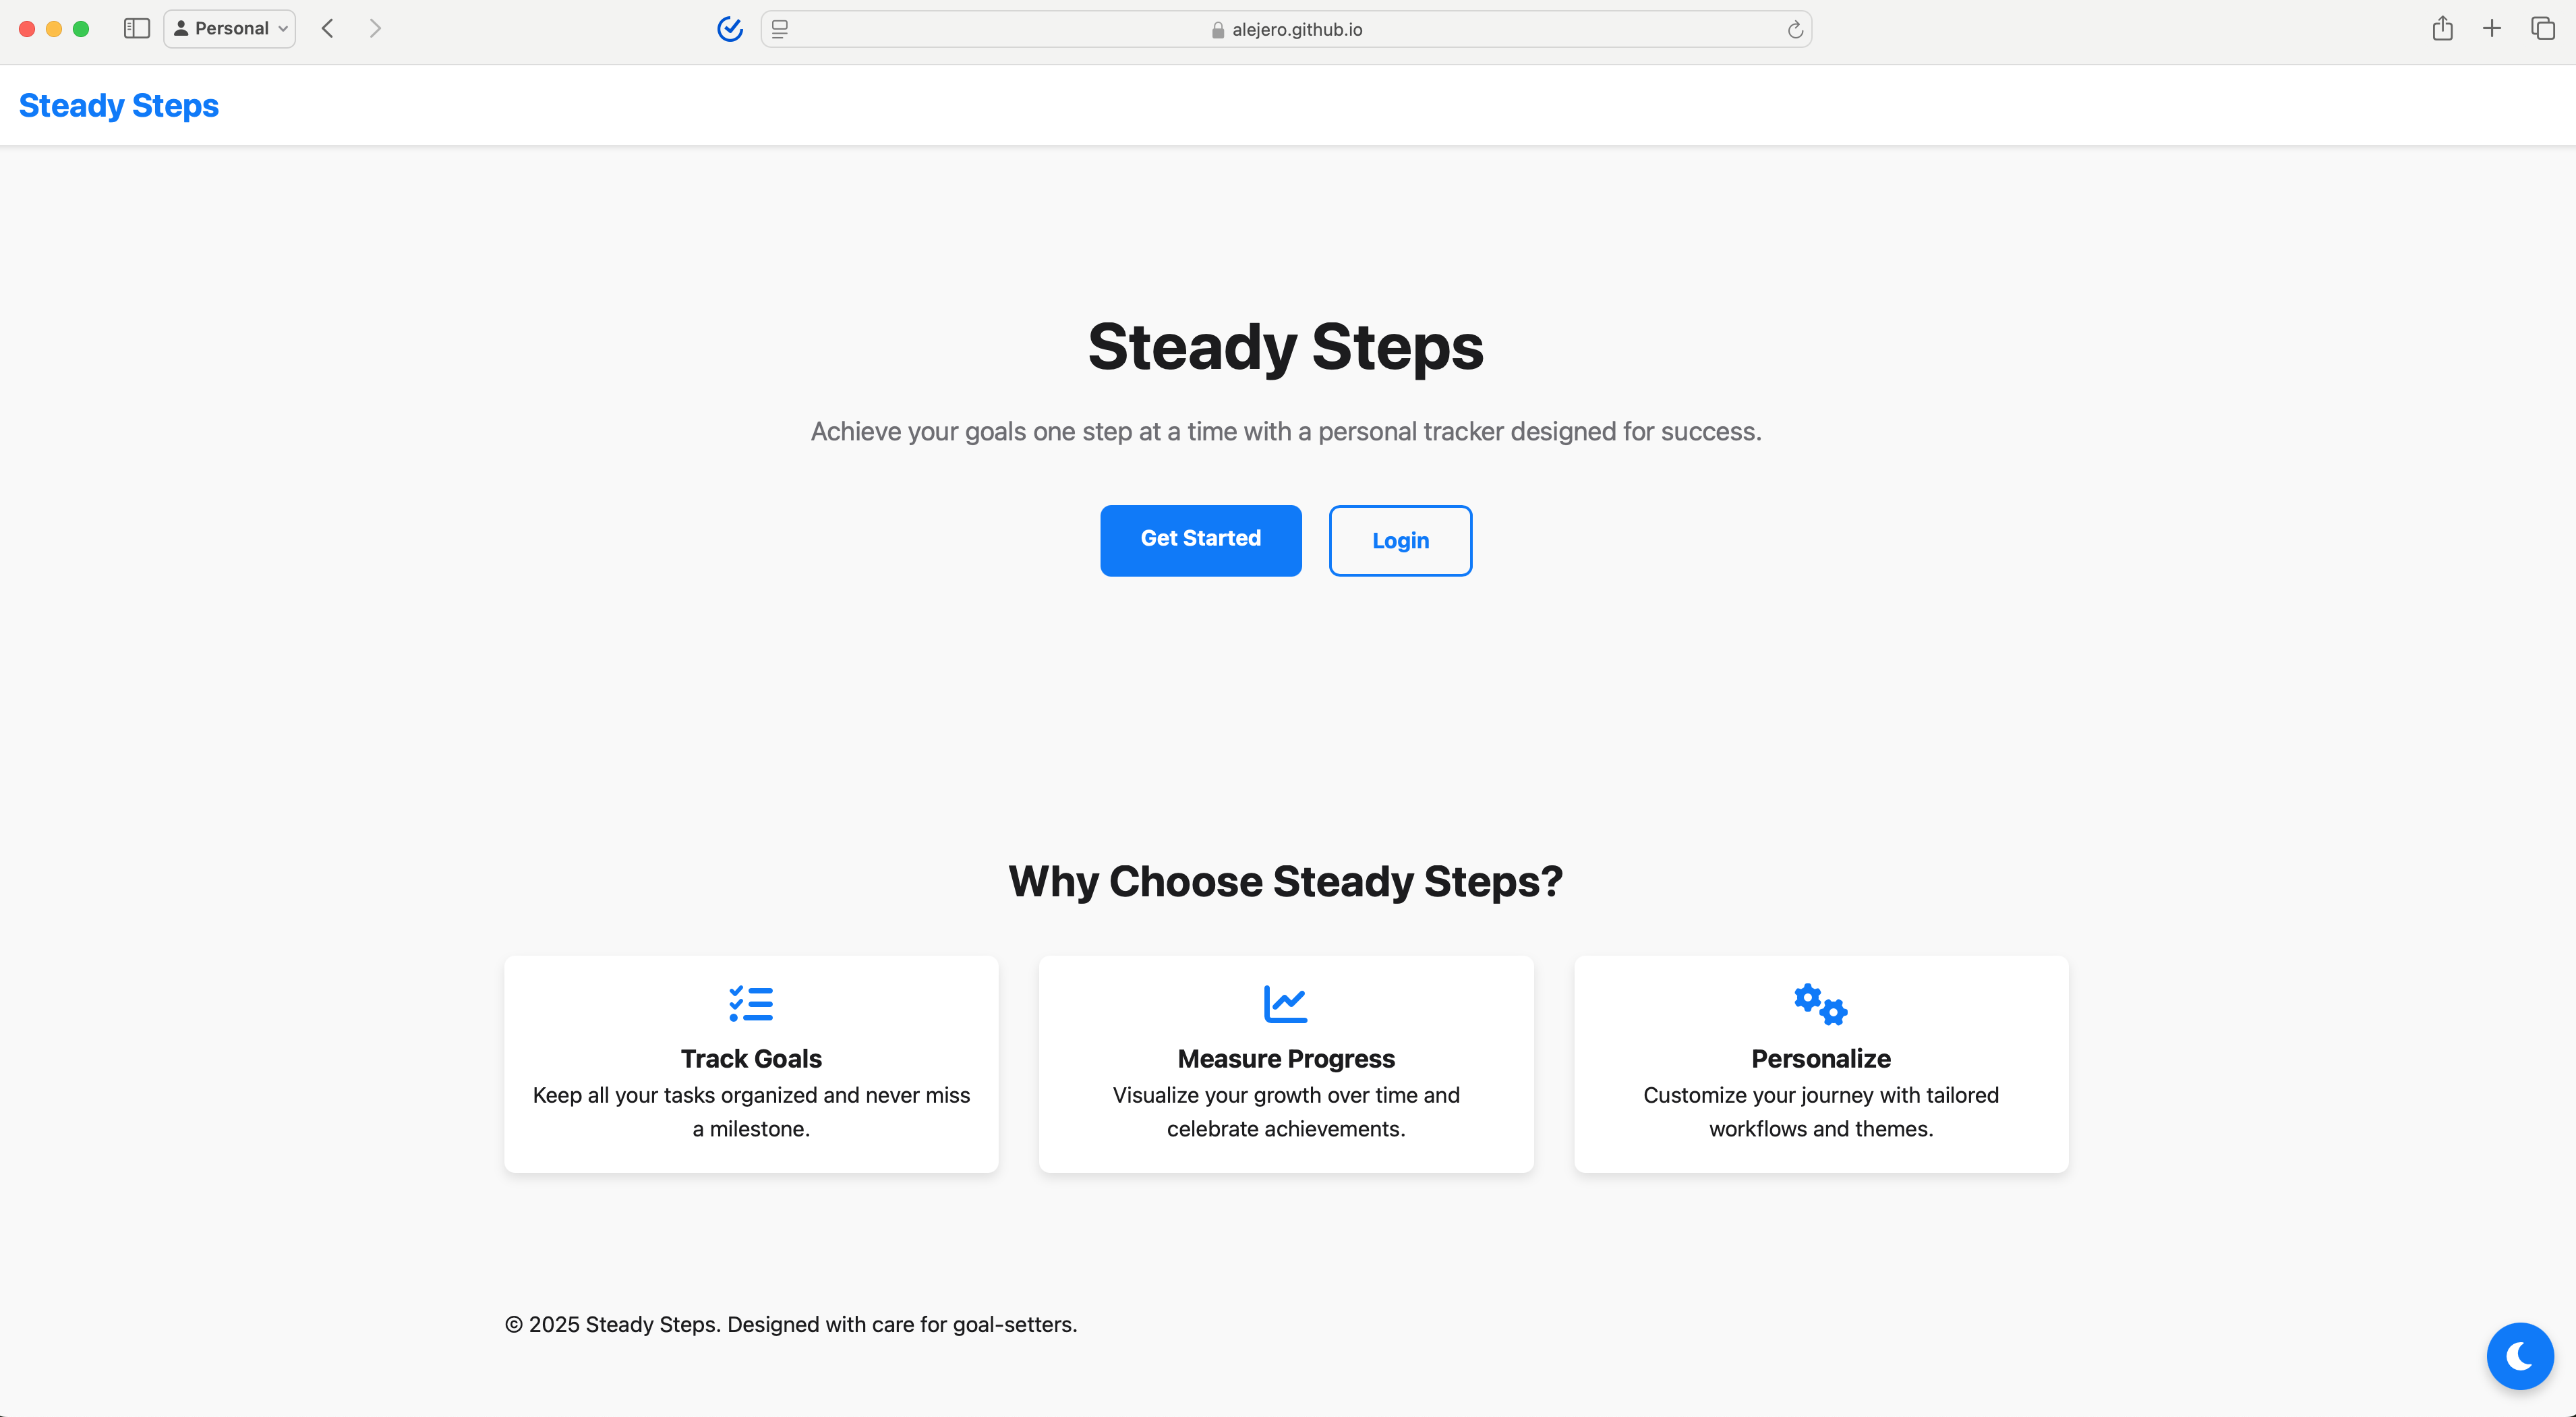 Personal
alejero.github.io
Steady Steps
Steady Steps
Achieve your goals one step at a time with a personal tracker designed for success.
Get Started
Login
Why Choose Steady Steps?
Track Goals
Keep all your tasks organized and never miss
a milestone.
Measure Progress
Visualize your growth over time and
celebrate achievements.
Personalize
Customize your journey with tailored
workflows and themes.
© 2025 Steady Steps. Designed with care for goal-setters.